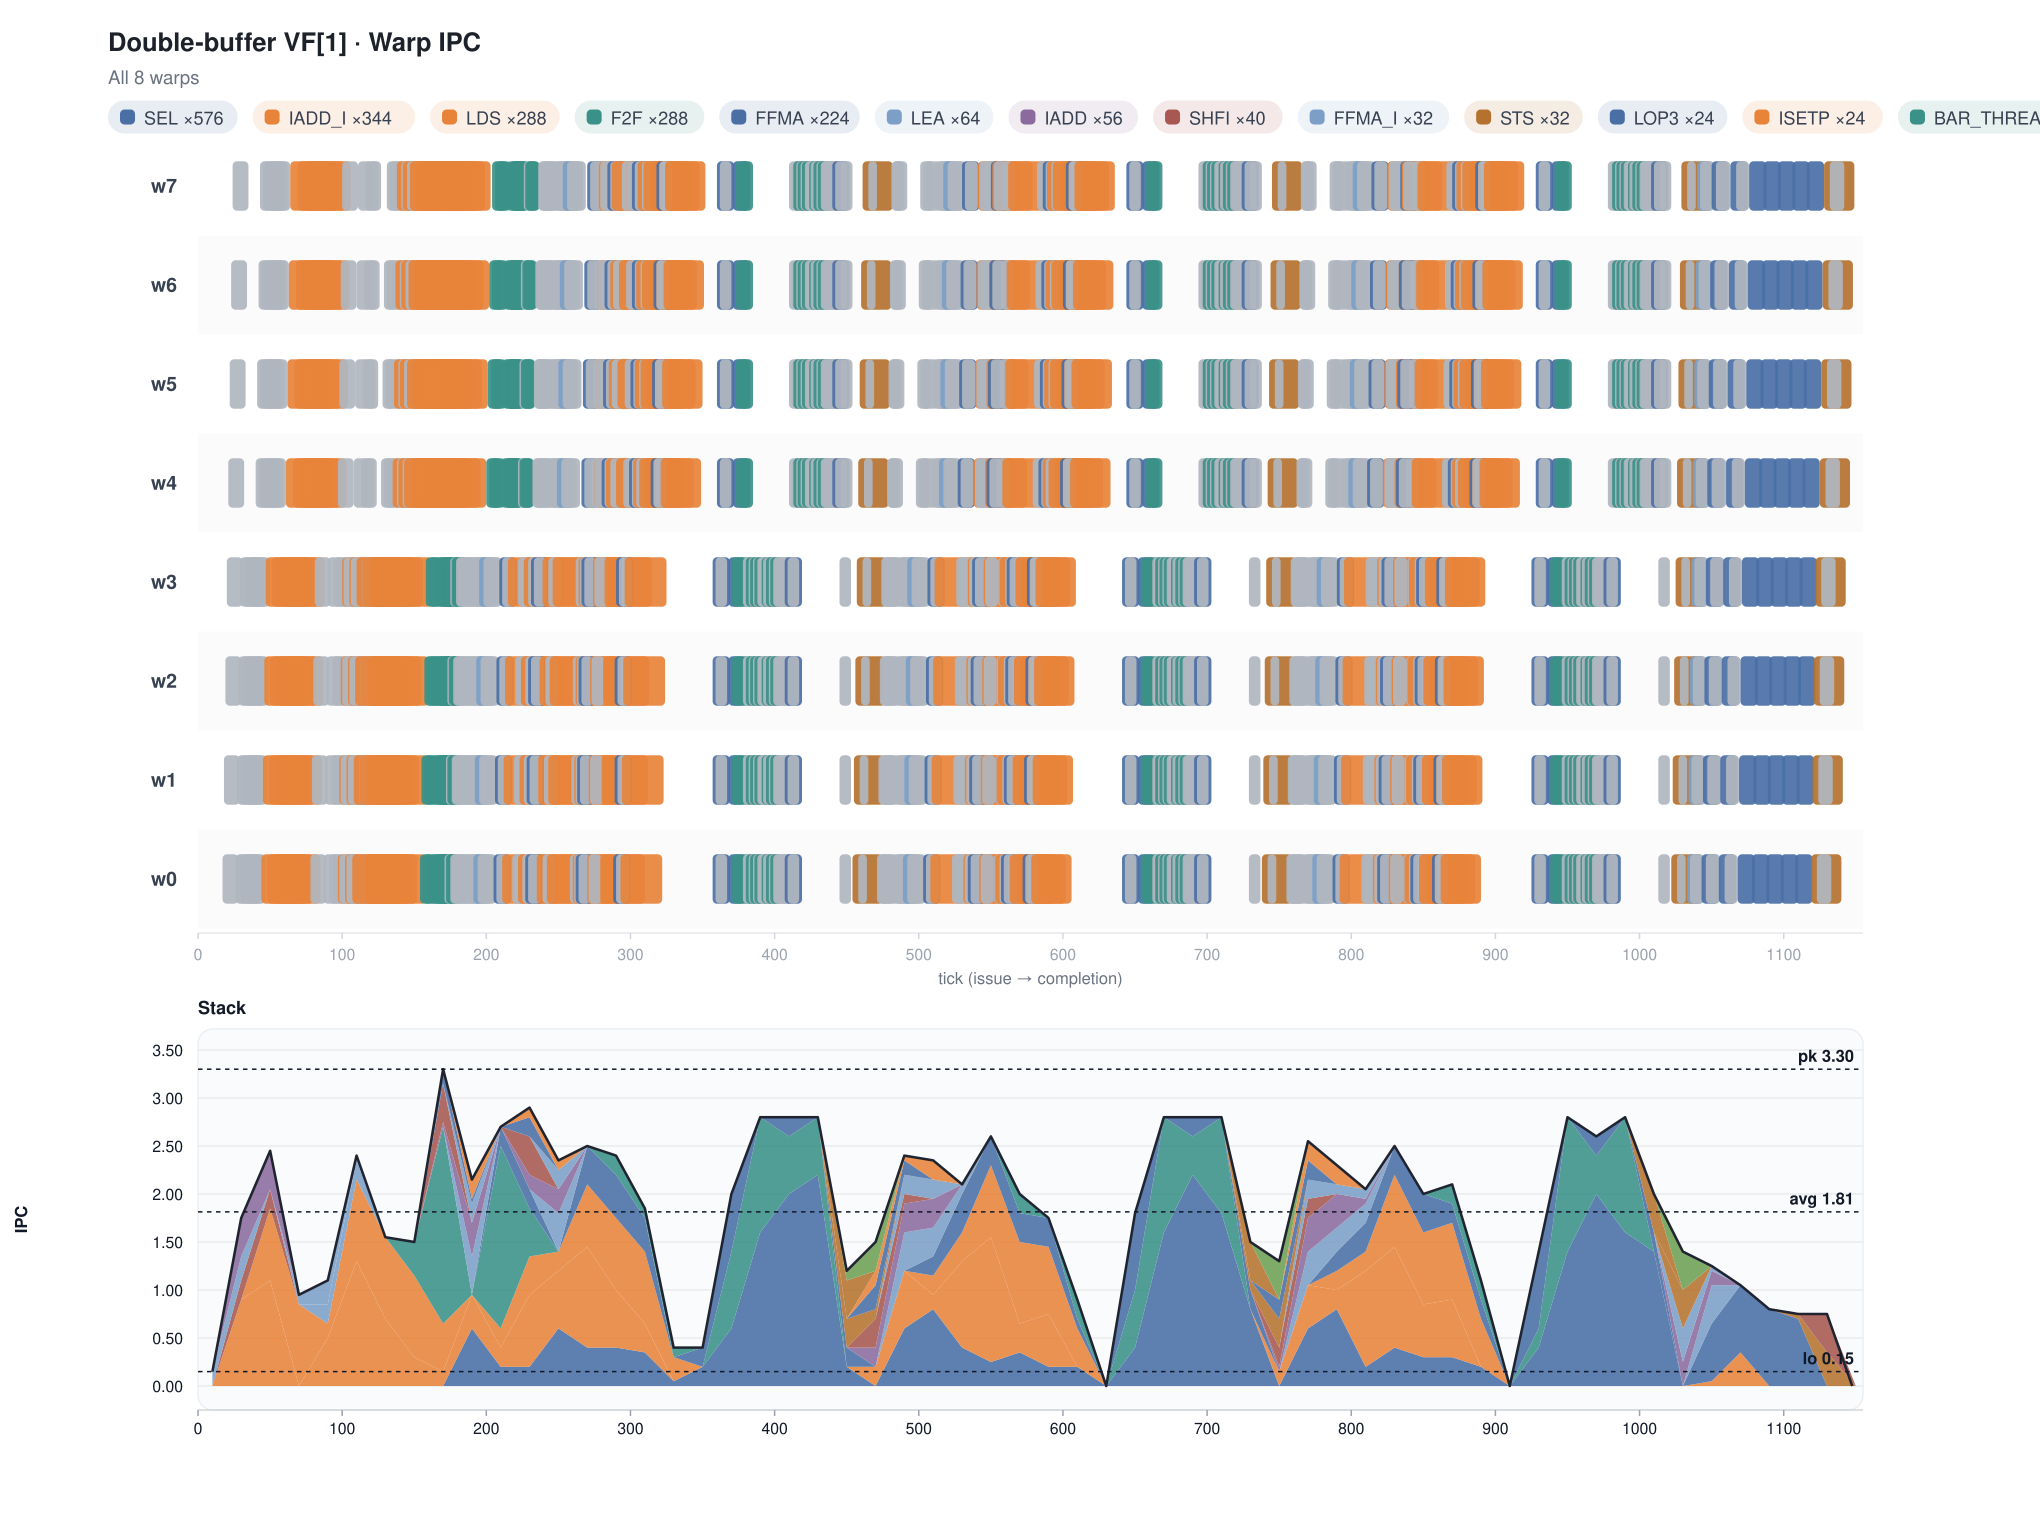 Double-buffer VF[1] · Warp IPC
All 8 warps
SEL ×576 IADD_I ×344 LDS ×288 F2F ×288 FFMA ×224 LEA ×64 IADD ×56 SHFI ×40 FFMA_I ×32 STS ×32 LOP3 ×24 ISETP ×24 BAR_THREA
w7
w6
w5
w4
w3
w2
w1
w0
0 100 200 300 400 500 600 700 800 900 1000 1100
tick (issue → completion)
Stack
IPC
3.50
pk 3.30
3.00
2.50
2.00
avg 1.81
1.50
1.00
0.50
lo 0.15
0.00
0 100 200 300 400 500 600 700 800 900 1000 1100